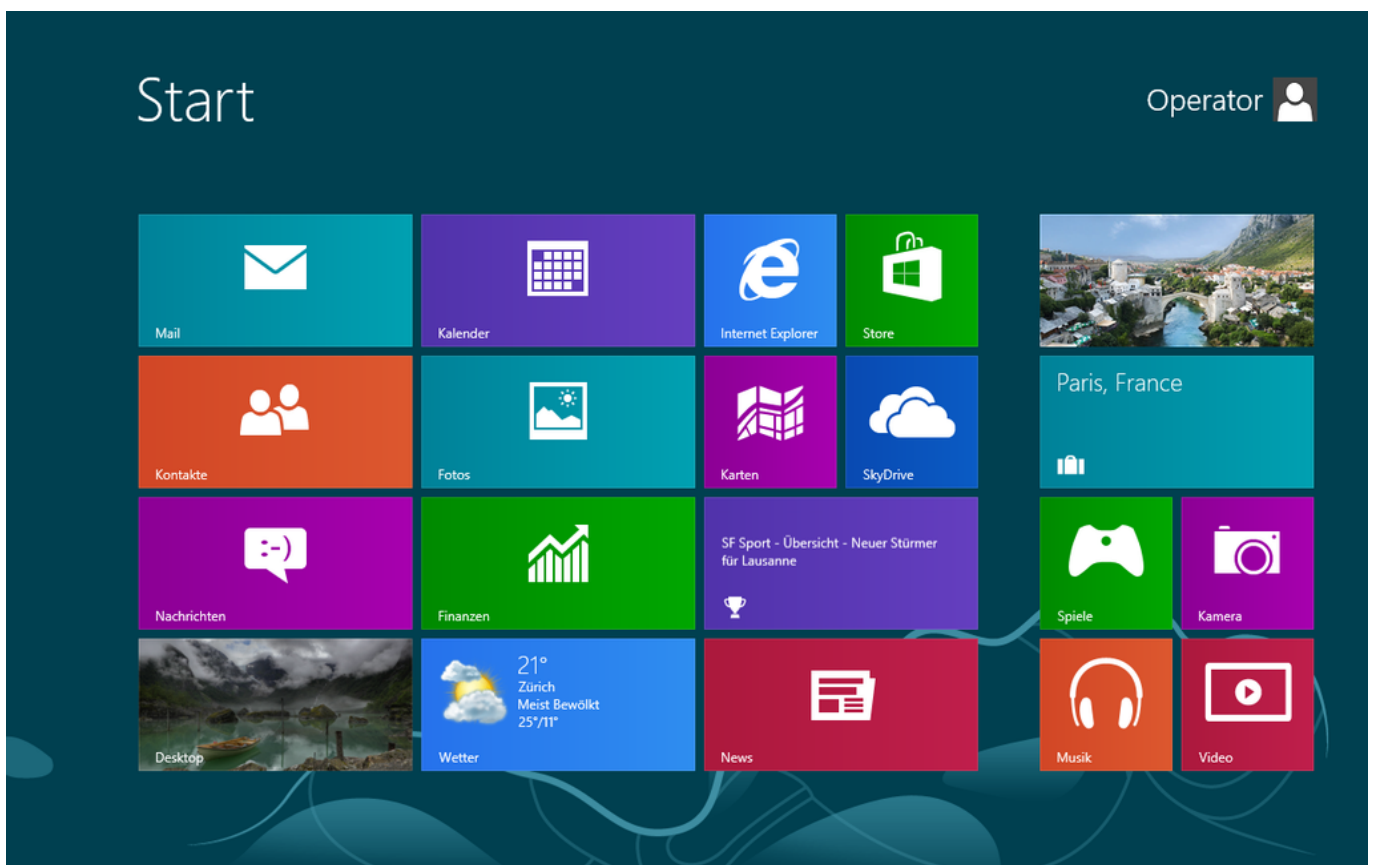 Start
Operator
Mail
Kalender
Internet Explorer
Store
Kontakte
Fotos
Karten
SkyDrive
Paris, France
Nachrichten
:-)
Finanzen
SF Sport - Übersicht - Neuer Stürmer
für Lausanne
Spiele
Kamera
Desktop
21°
Zürich
Meist Bewölkt
25°/11°
Wetter
News
Musik
Video